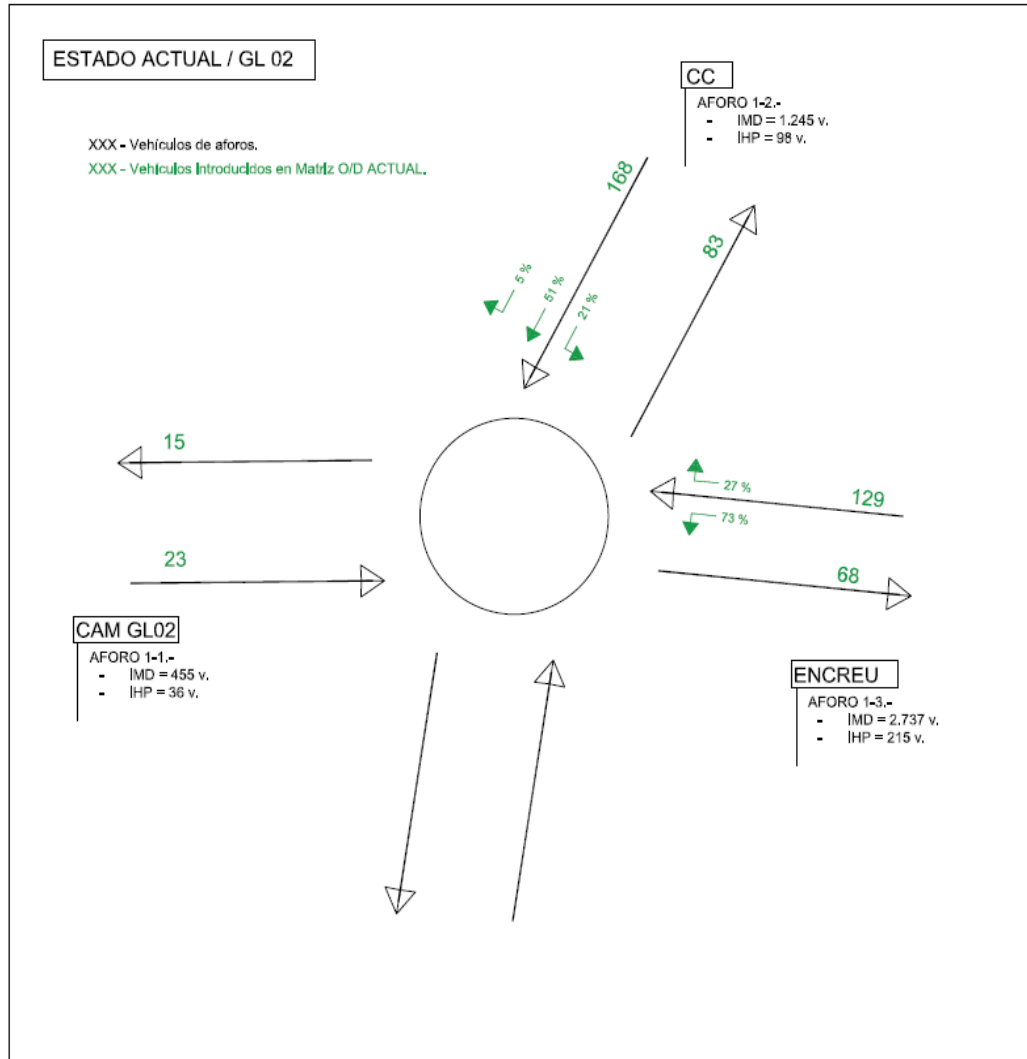 ESTADO ACTUAL / GL 02
XXX - Vehículos de aforos.
XXX - Vehículos introducidos en Matriz O/D ACTUAL.
CC
AFORO 1-2.-
- IMD = 1.245 v.
- IHP = 98 v.
168
83
5 %
51 %
21 %
15
27 %
129
73 %
23
68
CAM GL02
AFORO 1-1.-
- IMD = 455 v.
- IHP = 36 v.
ENCREU
AFORO 1-3.-
- IMD = 2.737 v.
- IHP = 215 v.